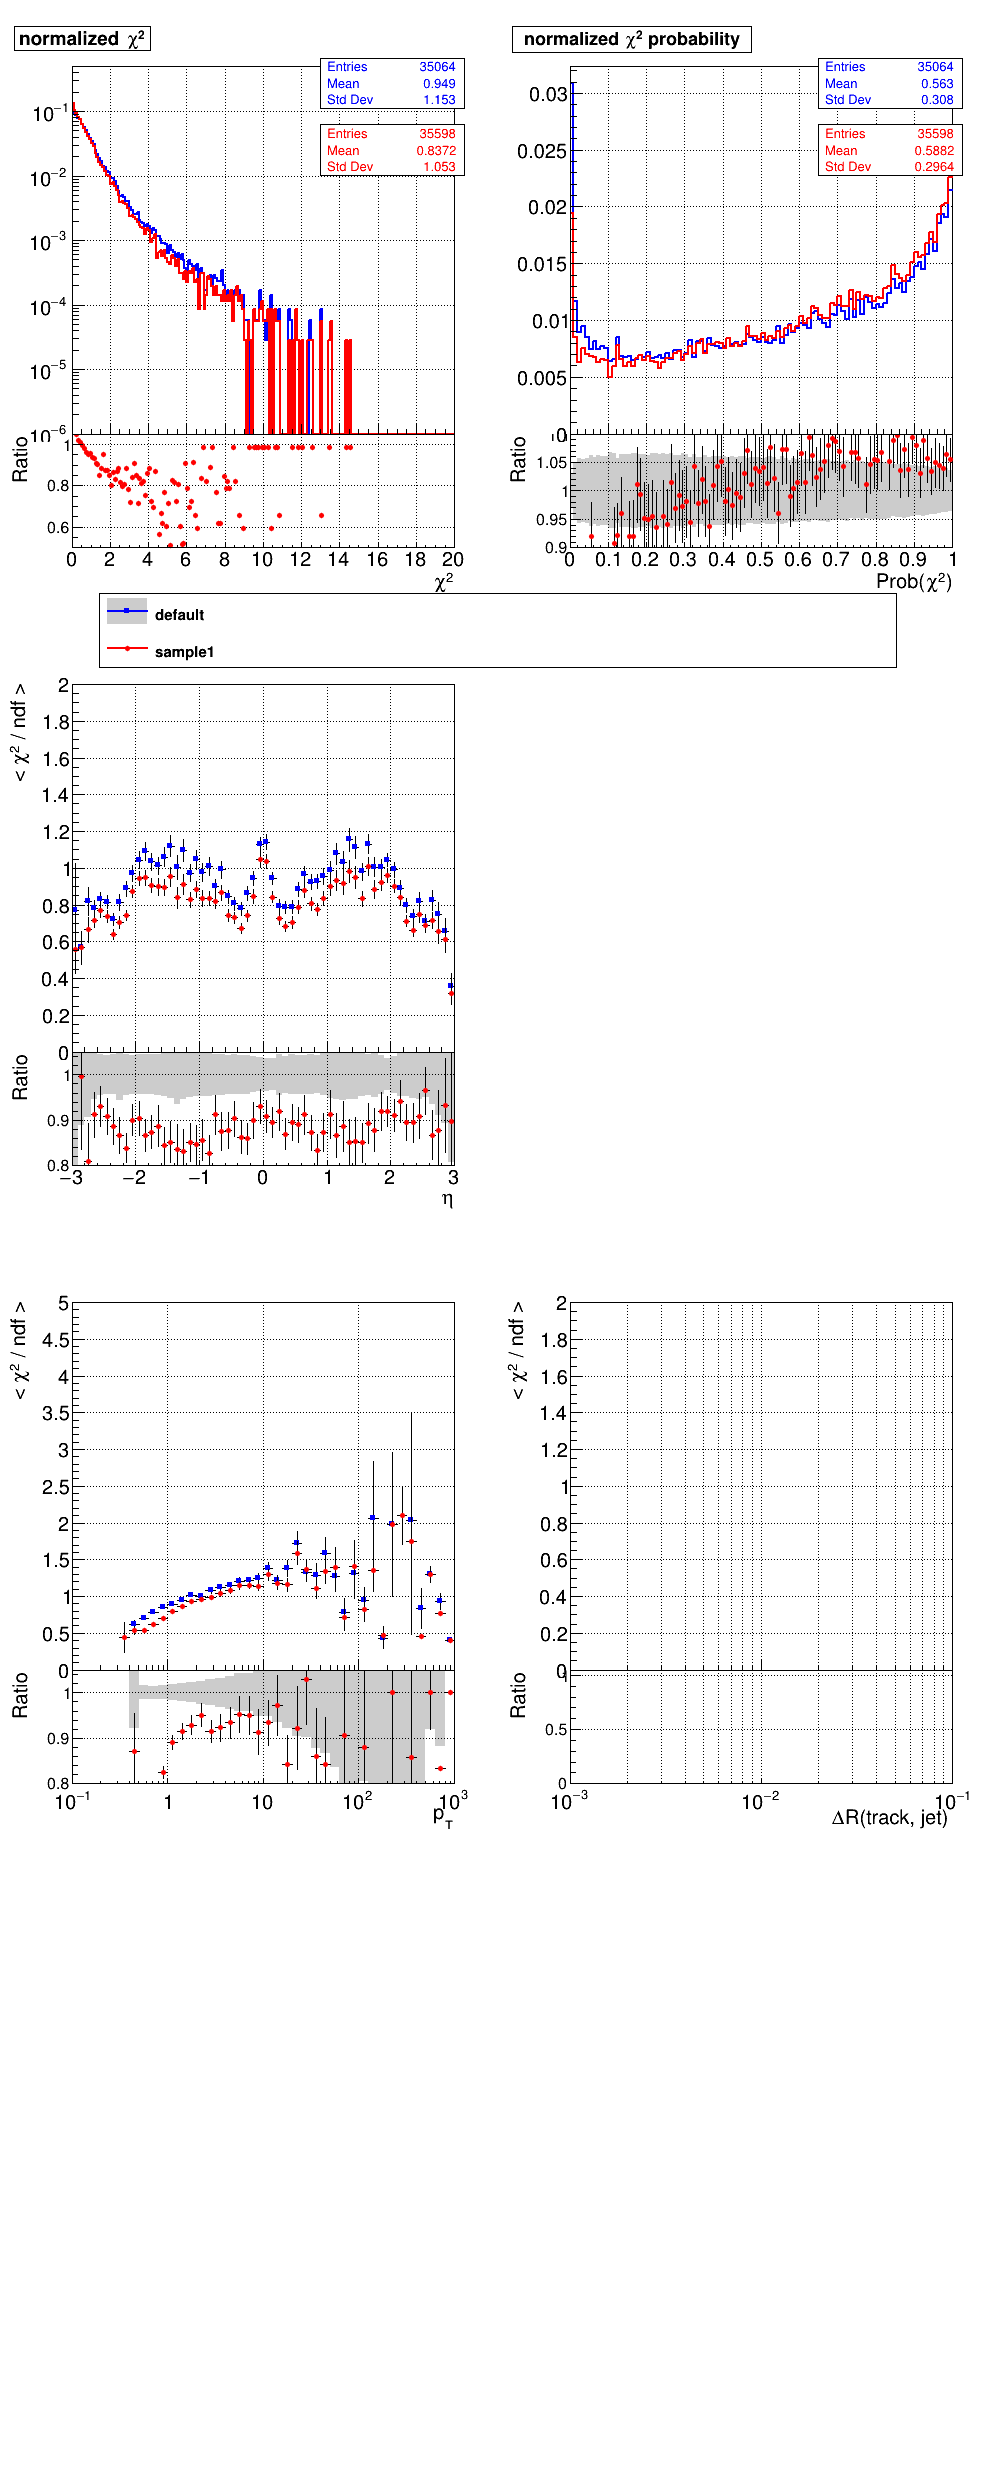 normalized χ²
Entries 35064
Mean 0.949
Std Dev 1.153
Entries 35598
Mean 0.8372
Std Dev 1.053
10⁻¹
10⁻²
10⁻³
10⁻⁴
10⁻⁵
10⁻⁶
Ratio
1
0.8
0.6
0 2 4 6 8 10 12 14 16 18 20
χ²
normalized χ² probability
Entries 35064
Mean 0.563
Std Dev 0.308
Entries 35598
Mean 0.5882
Std Dev 0.2964
0.03
0.025
0.02
0.015
0.01
0.005
0
Ratio
1.05
1
0.95
0.9
0 0.1 0.2 0.3 0.4 0.5 0.6 0.7 0.8 0.9 1
Prob(χ²)
default
sample1
< χ² / ndf >
2
1.8
1.6
1.4
1.2
1
0.8
0.6
0.4
0.2
0
Ratio
1
0.9
0.8
−3 −2 −1 0 1 2 3
η
< χ² / ndf >
5
4.5
4
3.5
3
2.5
2
1.5
1
0.5
0
Ratio
1
0.9
0.8
10⁻¹ 1 10 10² 10³
p_T
< χ² / ndf >
2
1.8
1.6
1.4
1.2
1
0.8
0.6
0.4
0.2
0
Ratio
1
0.5
0
10⁻³ 10⁻² 10⁻¹
ΔR(track, jet)